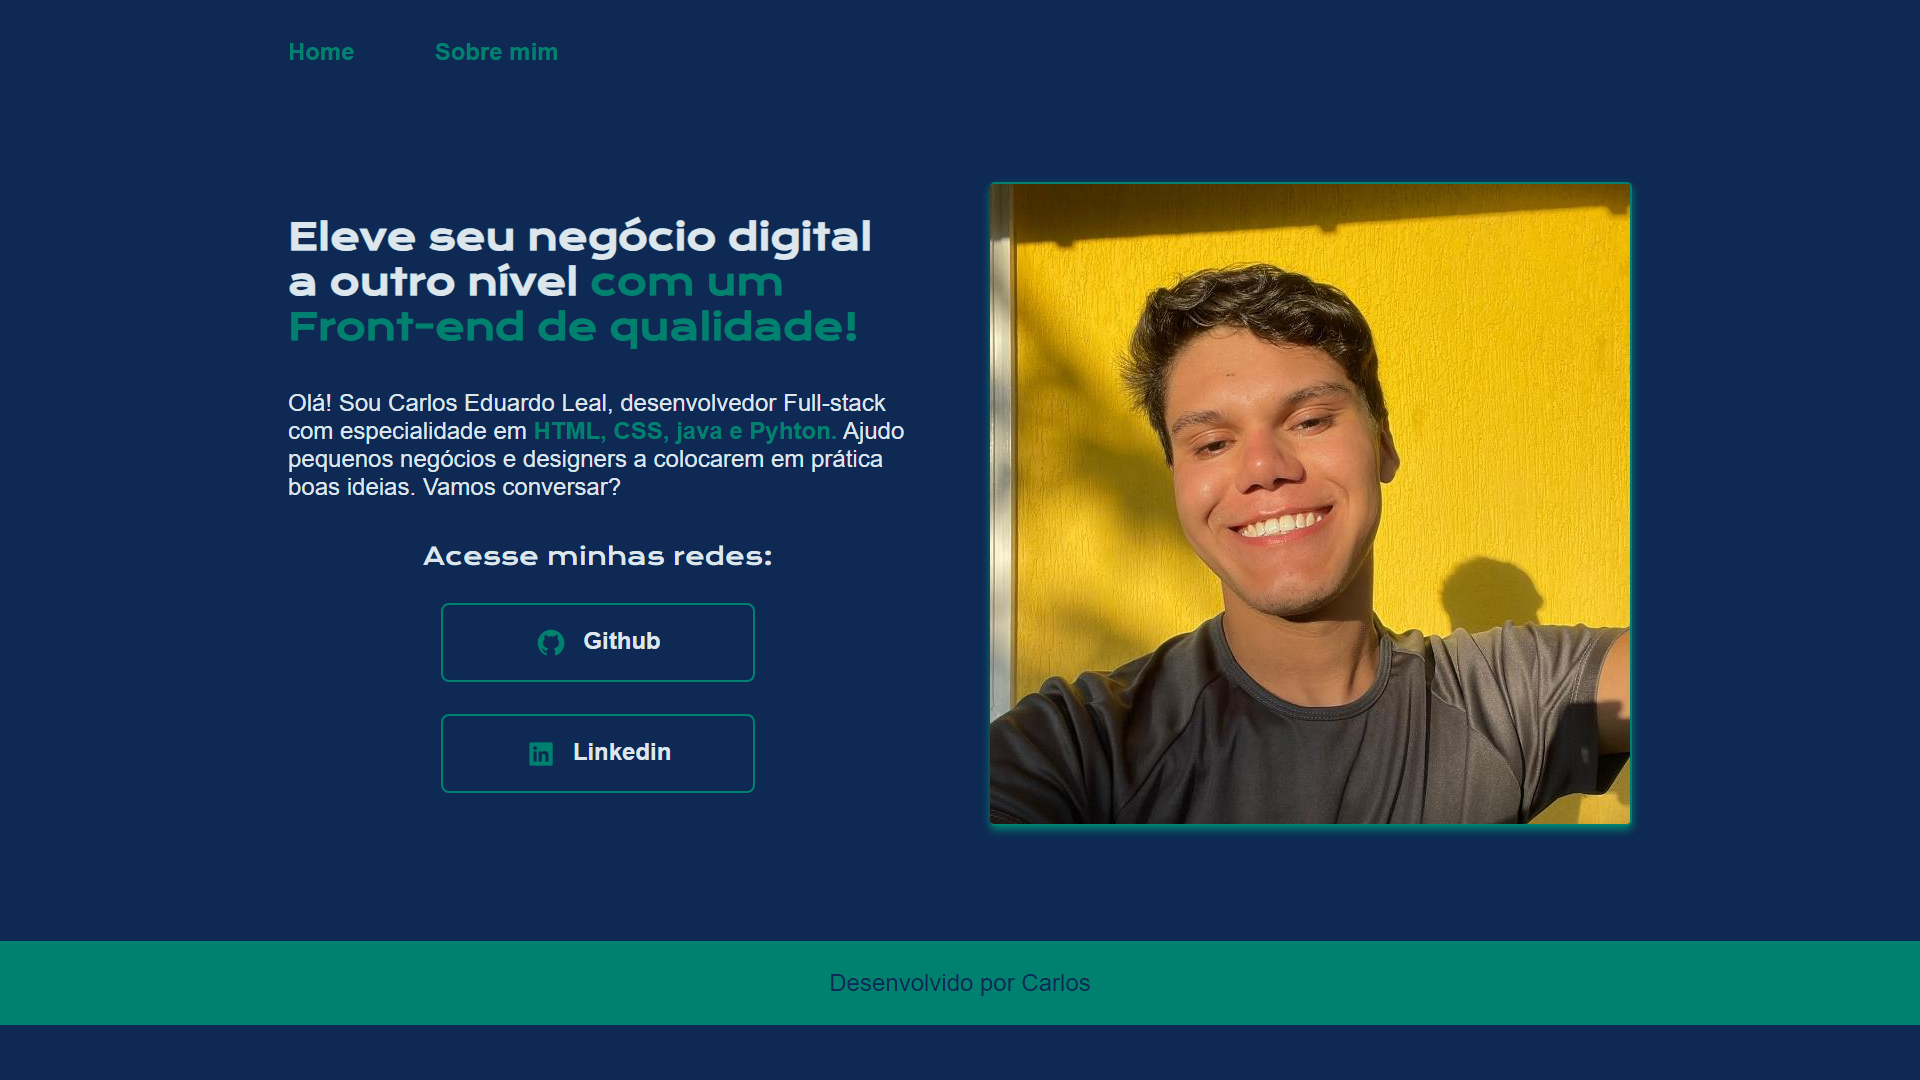 Home
Sobre mim
Eleve seu negócio digital
a outro nível com um
Front-end de qualidade!
Olá! Sou Carlos Eduardo Leal, desenvolvedor Full-stack
com especialidade em HTML, CSS, java e Pyhton. Ajudo
pequenos negócios e designers a colocarem em prática
boas ideias. Vamos conversar?
Acesse minhas redes:
Github
Linkedin
Desenvolvido por Carlos